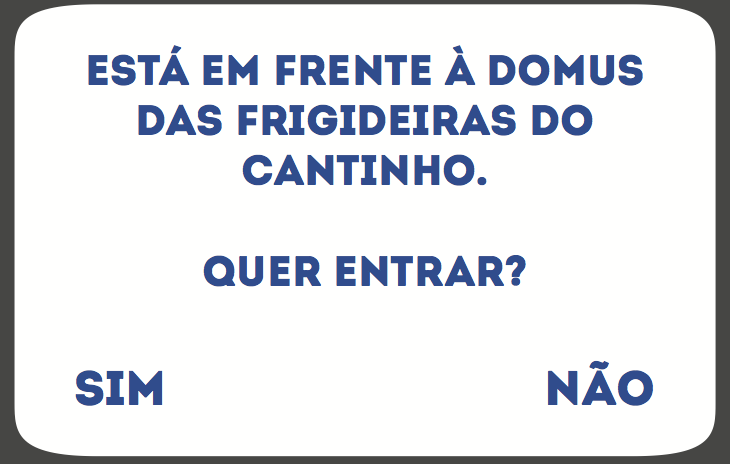 ESTÁ EM FRENTE À DOMUS
DAS FRIGIDEIRAS DO
CANTINHO.
QUER ENTRAR?
SIM
NÃO